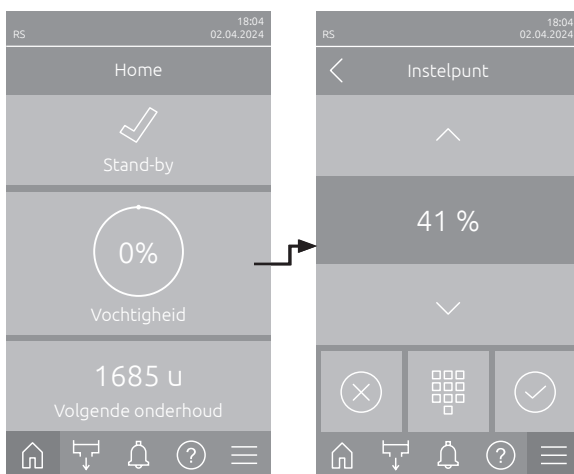 18:04
RS
02.04.2024
Home
Stand-by
0%
Vochtigheid
1685 u
Volgende onderhoud
?
18:04
RS
02.04.2024
Instelpunt
41 %
?